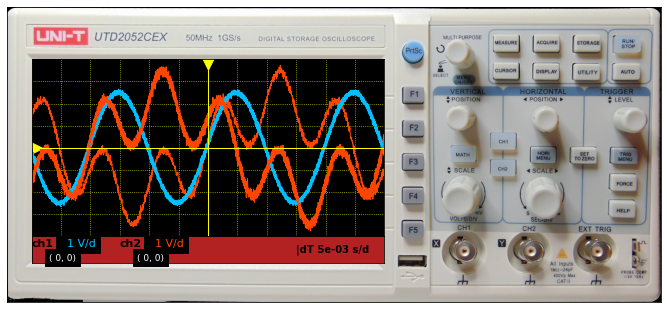 UNI-T UTD2052CEX 50MHz 1GS/s DIGITAL STORAGE OSCILLOSCOPE
ch1 1 V/d ch2 1 V/d |dT 5e-03 s/d
( 0, 0) ( 0, 0)
PrtSc
F1
F2
F3
F4
F5
MULTI PURPOSE
SELECT
MEASURE ACQUIRE STORAGE RUN/
STOP
CURSOR DISPLAY UTILITY AUTO
VERTICAL HORIZONTAL TRIGGER
POSITION POSITION LEVEL
CH1
MATH HORI
MENU SET
TO ZERO TRIG
MENU
CH2
SCALE SCALE
FORCE
HELP
VOLTS/DIV
CH1 CH2 EXT TRIG
X Y
All Inputs
CAT II